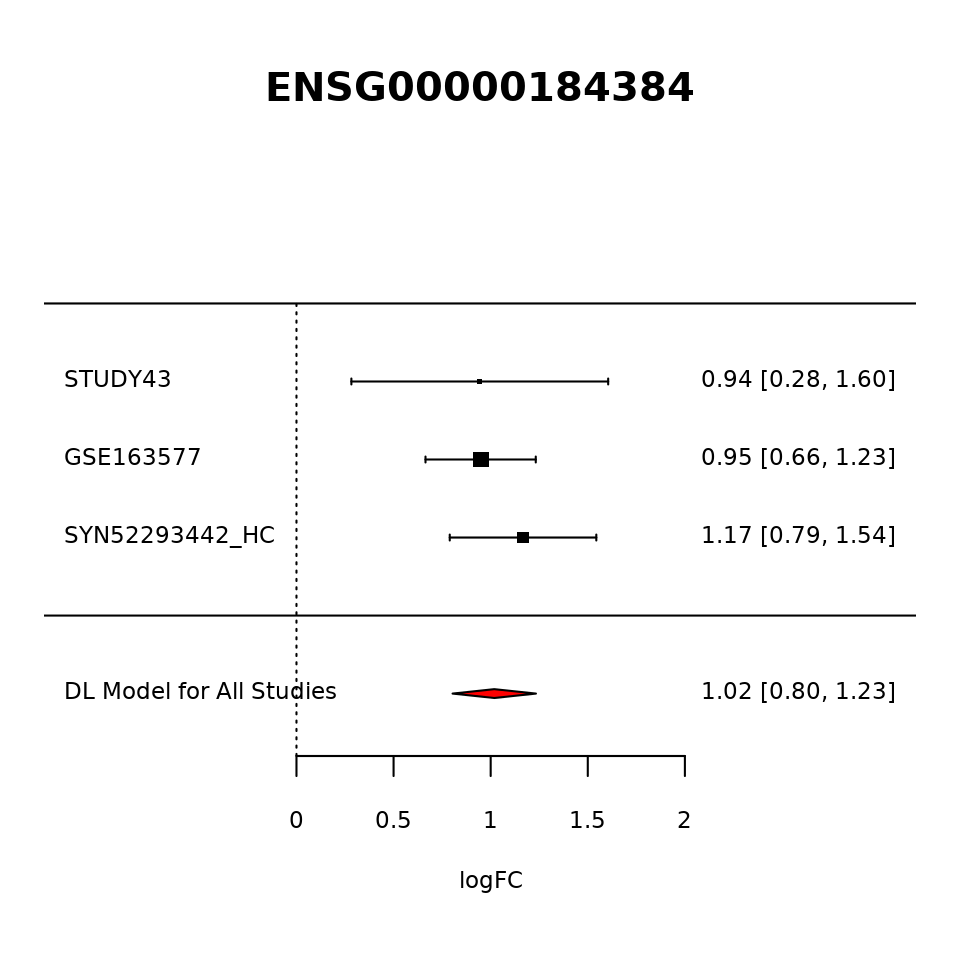 ENSG00000184384
STUDY43 0.94 [0.28, 1.60]
GSE163577 0.95 [0.66, 1.23]
SYN52293442_HC 1.17 [0.79, 1.54]
DL Model for All Studies 1.02 [0.80, 1.23]
0 0.5 1 1.5 2
logFC